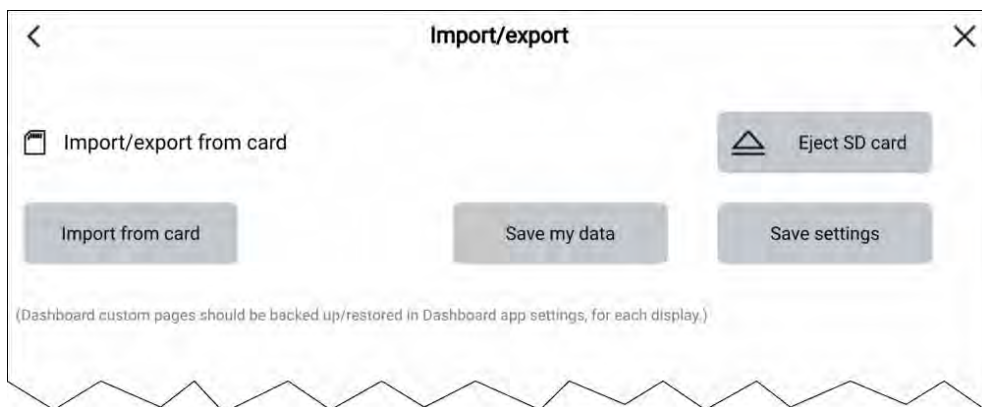 Import/export
Import/export from card
Eject SD card
Import from card
Save my data
Save settings
(Dashboard custom pages should be backed up/restored in Dashboard app settings, for each display.)